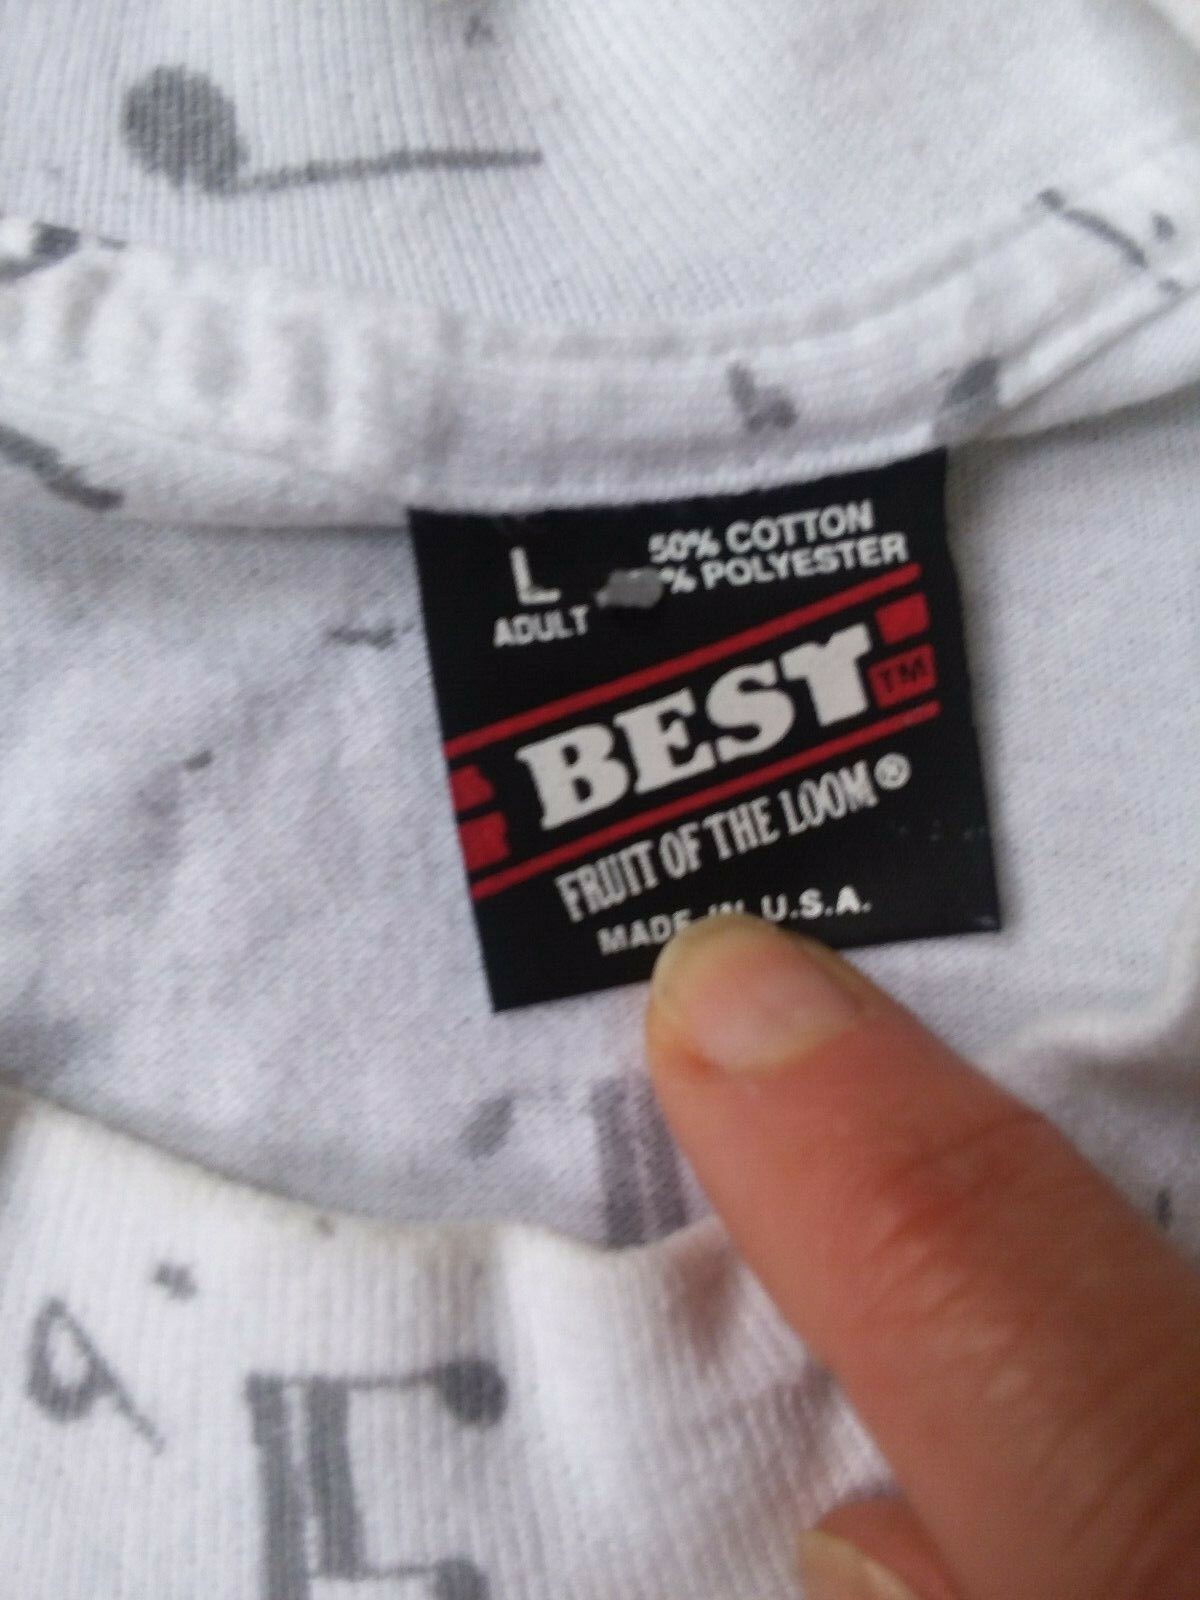 L
ADULT
50% COTTON
% POLYESTER
BEST
TM
FRUIT OF THE LOOM®
MADE IN U.S.A.